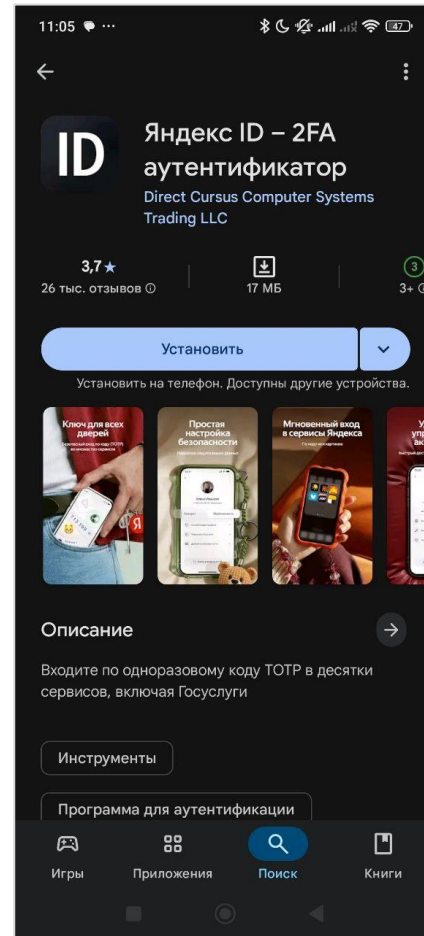 11:05
47
ID
Яндекс ID – 2FA
аутентификатор
Direct Cursus Computer Systems
Trading LLC
3,7★
26 тыс. отзывов
17 МБ
3
3+
Установить
Установить на телефон. Доступны другие устройства.
Ключ для всех
дверей
Простая
настройка
безопасности
Мгновенный вход
в сервисы Яндекса
Я
Описание
Входите по одноразовому коду TOTP в десятки
сервисов, включая Госуслуги
Инструменты
Программа для аутентификации
Игры
Приложения
Поиск
Книги